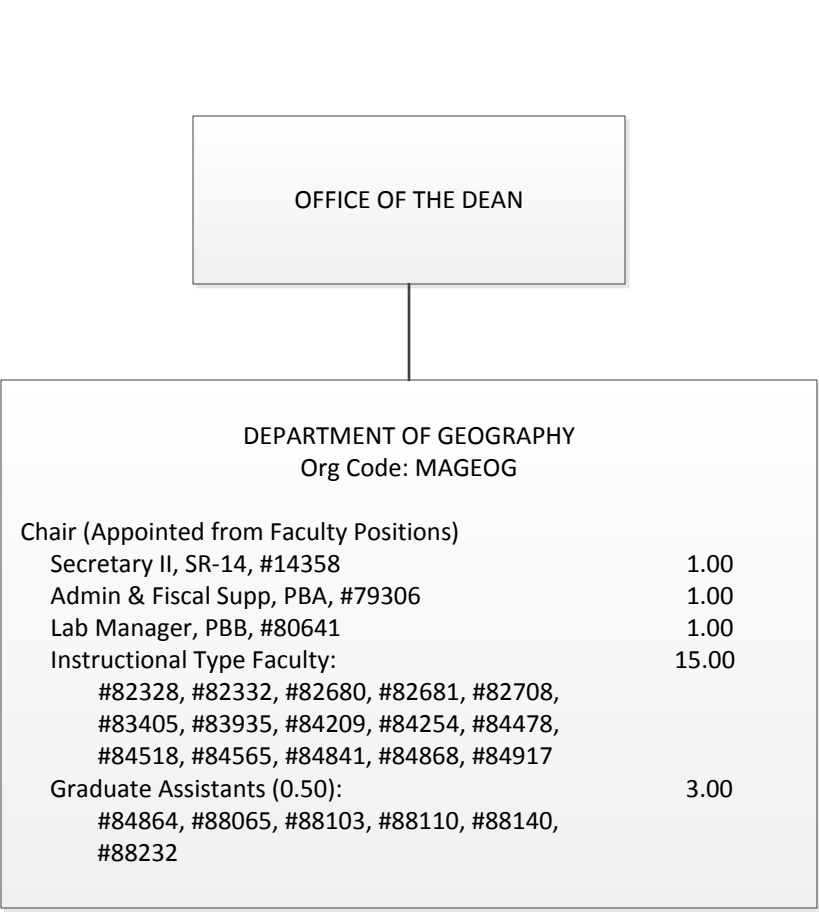 OFFICE OF THE DEAN
DEPARTMENT OF GEOGRAPHY
Org Code: MAGEOG
Chair (Appointed from Faculty Positions)
Secretary II, SR-14, #14358 1.00
Admin & Fiscal Supp, PBA, #79306 1.00
Lab Manager, PBB, #80641 1.00
Instructional Type Faculty: 15.00
#82328, #82332, #82680, #82681, #82708,
#83405, #83935, #84209, #84254, #84478,
#84518, #84565, #84841, #84868, #84917
Graduate Assistants (0.50): 3.00
#84864, #88065, #88103, #88110, #88140,
#88232